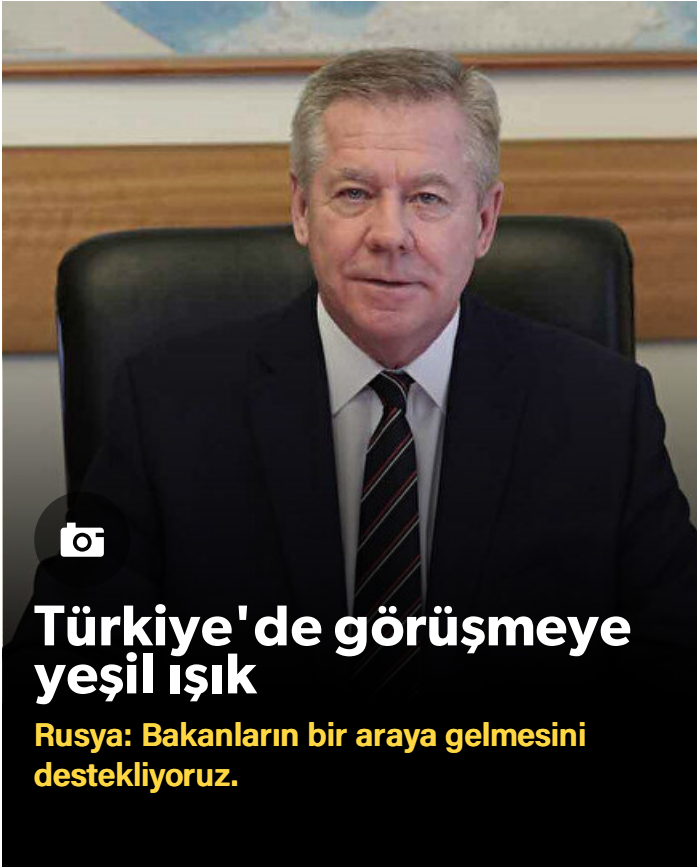 Türkiye'de görüşmeye
yeşil ışık
Rusya: Bakanların bir araya gelmesini
destekliyoruz.